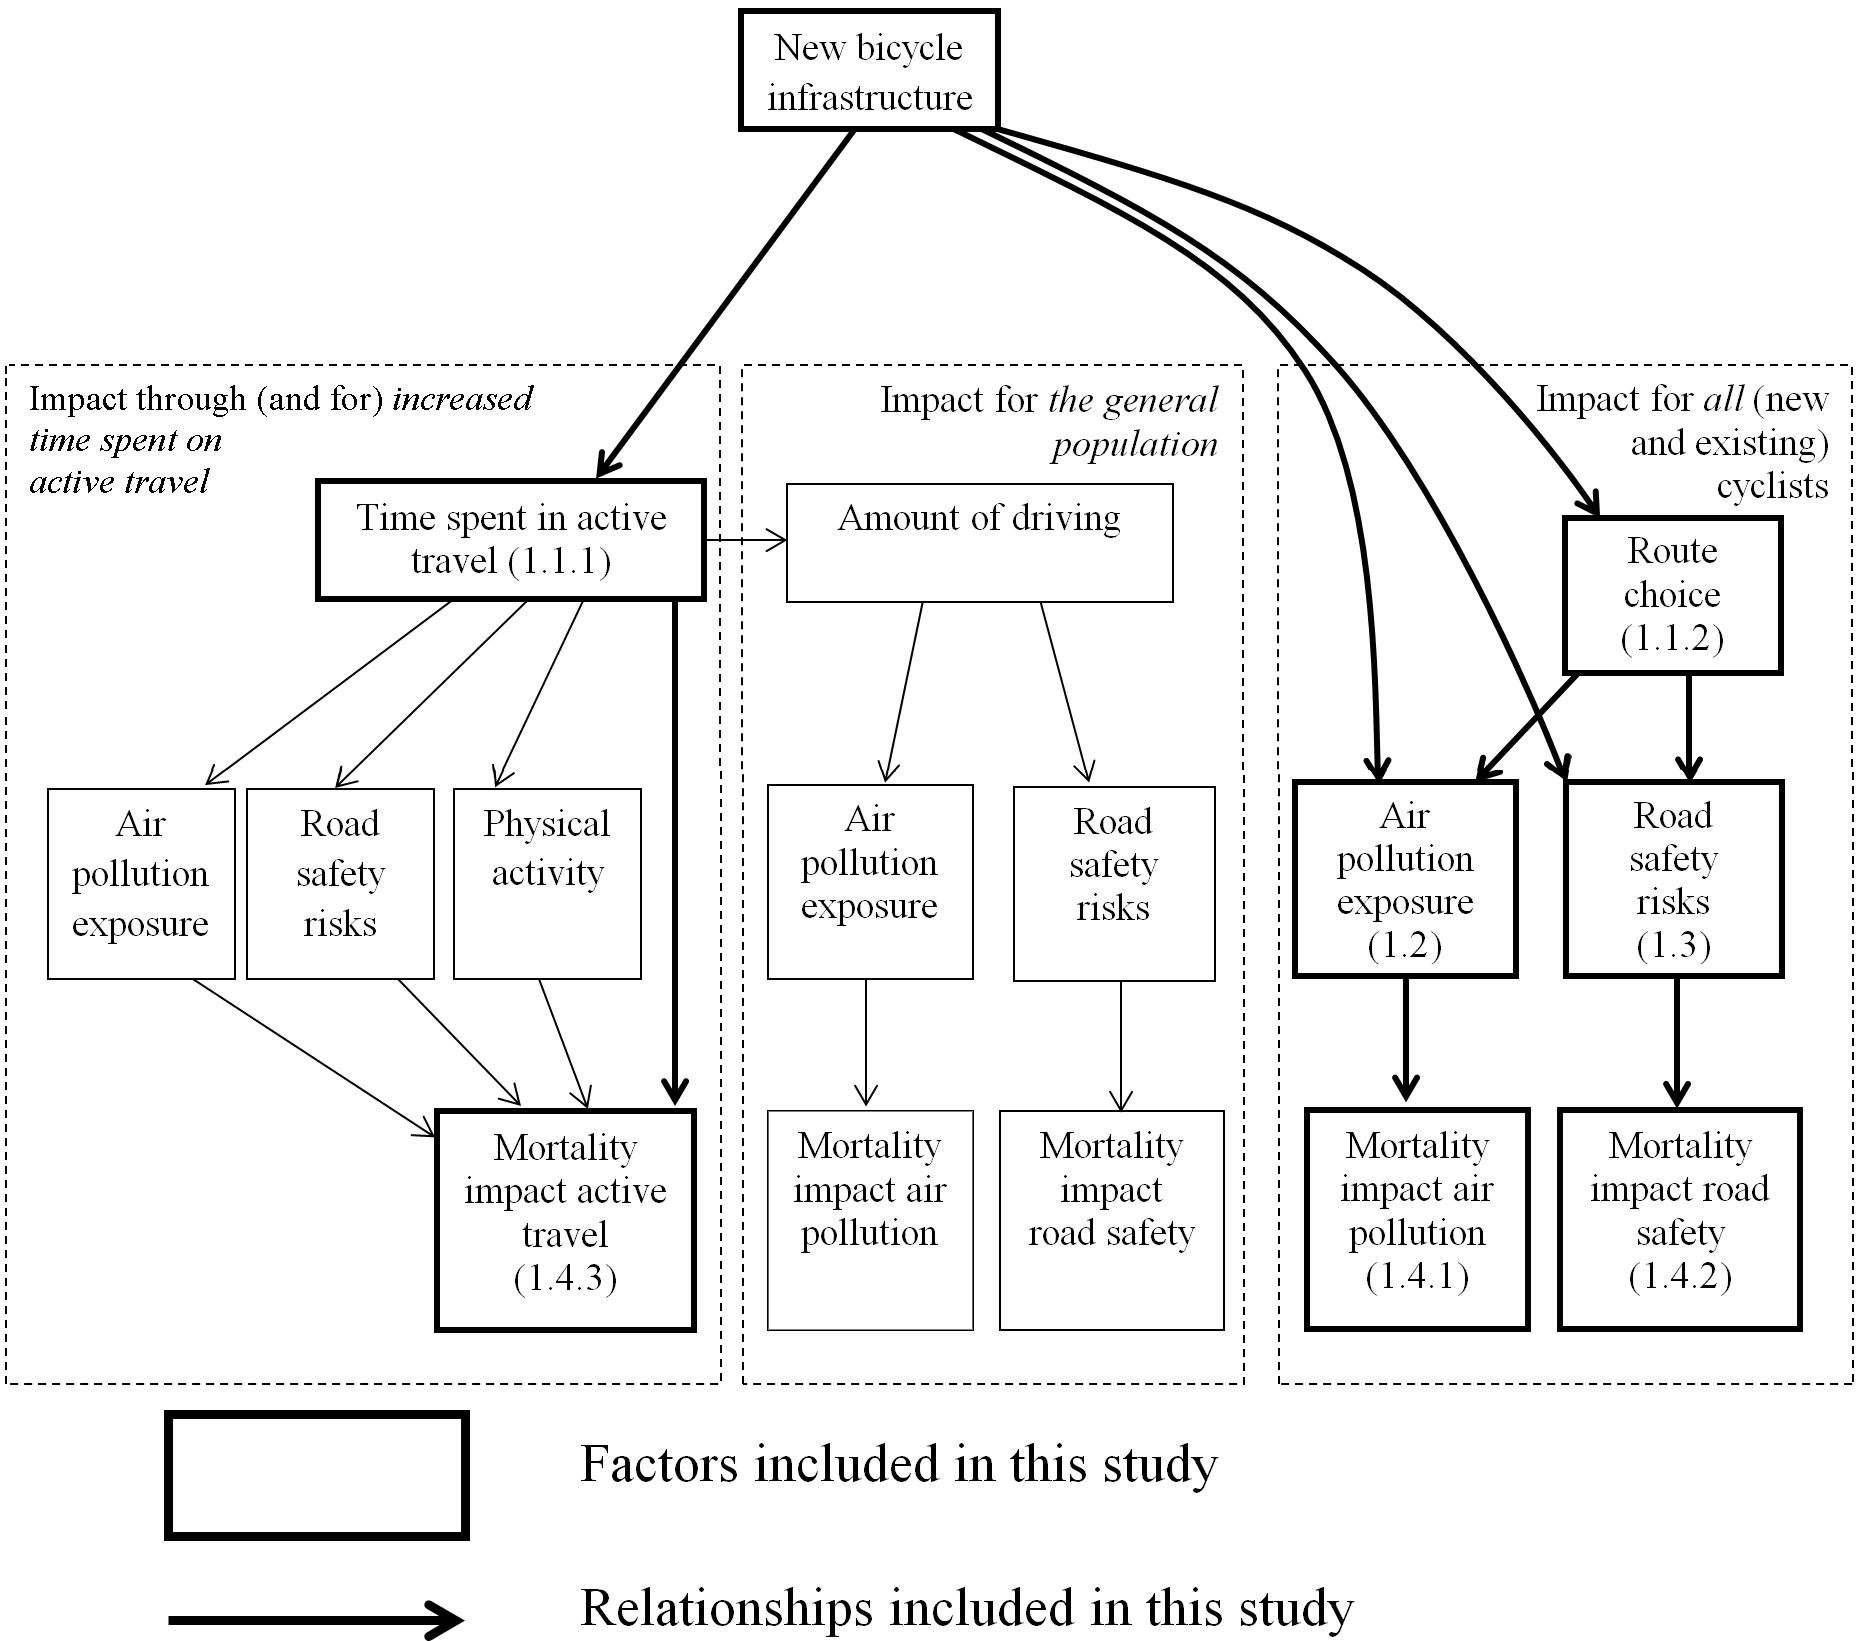 New bicycle
infrastructure
Impact through (and for) increased
time spent on
active travel
Time spent in active
travel (1.1.1)
Air
pollution
exposure
Road
safety
risks
Physical
activity
Mortality
impact active
travel
(1.4.3)
Impact for the general
population
Amount of driving
Air
pollution
exposure
Road
safety
risks
Mortality
impact air
pollution
Mortality
impact
road safety
Impact for all (new
and existing)
cyclists
Route
choice
(1.1.2)
Air
pollution
exposure
(1.2)
Road
safety
risks
(1.3)
Mortality
impact air
pollution
(1.4.1)
Mortality
impact road
safety
(1.4.2)
Factors included in this study
Relationships included in this study